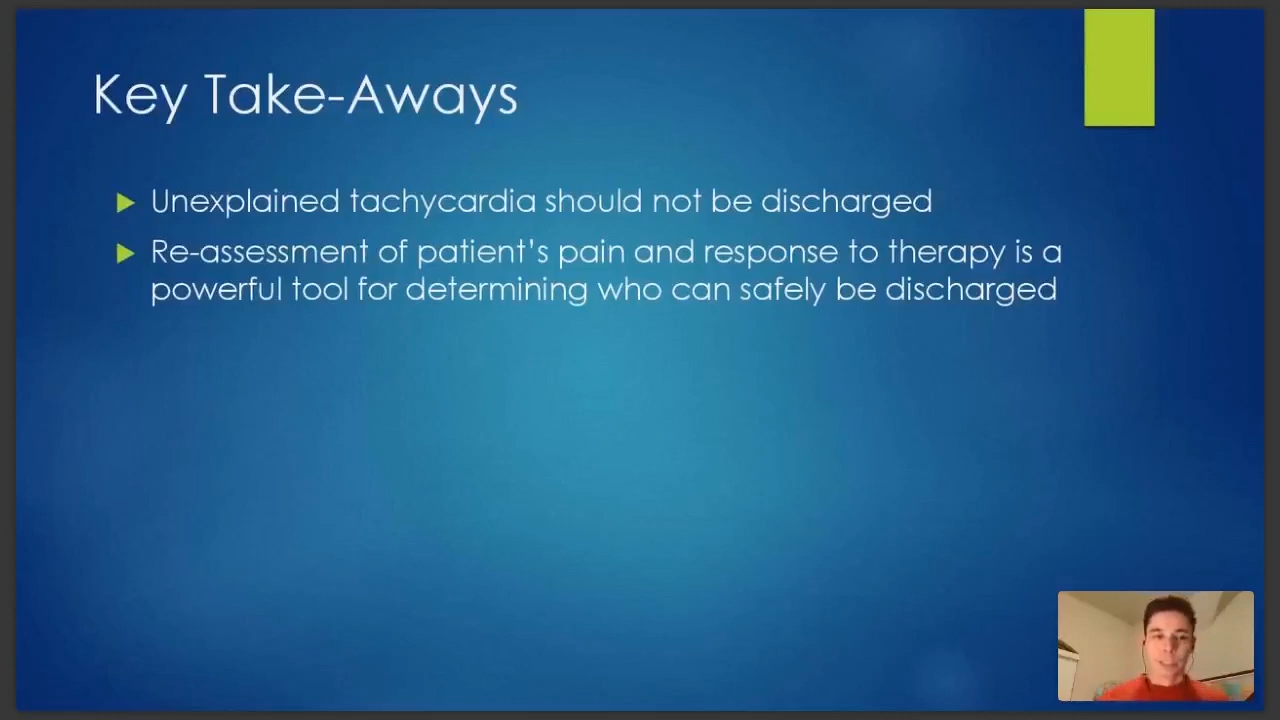 Key Take-Aways
Unexplained tachycardia should not be discharged
Re-assessment of patient's pain and response to therapy is a
powerful tool for determining who can safely be discharged